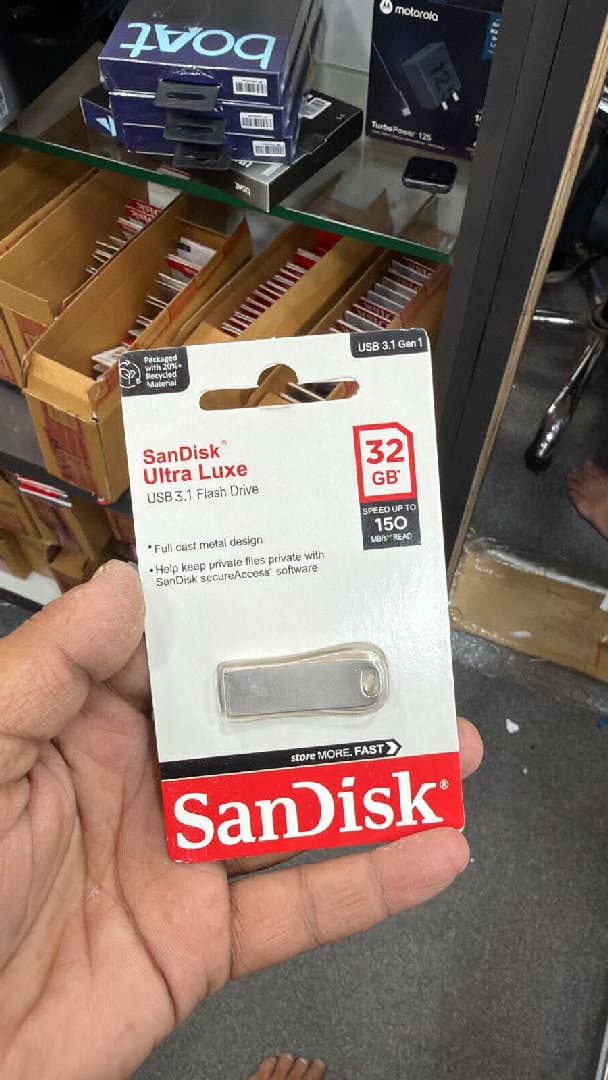 boAt
motorola
TurboPower 125
Packaged
with 20%+
Recycled
Material
USB 3.1 Gen 1
SanDisk®
Ultra Luxe
USB 3.1 Flash Drive
32
GB*
SPEED UP TO
150
MB/s** READ
• Full cast metal design
• Help keep private files private with
SanDisk secureAccess™ software
store MORE. FAST
SanDisk®